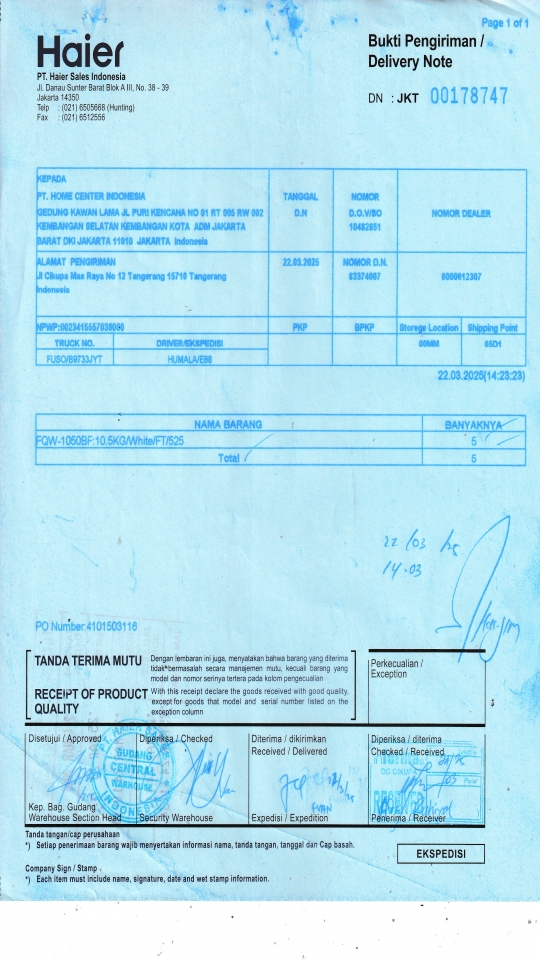 Page 1 of 1
Haier
Bukti Pengiriman /
Delivery Note
PT. Haier Sales Indonesia
Jl. Danau Sunter Barat Blok A III, No. 38 - 39
Jakarta 14350
Telp : (021) 6505668 (Hunting)
Fax : (021) 6512556
DN : JKT 00178747
KEPADA
PT. HOME CENTER INDONESIA
GEDUNG KAWAN LAMA JL PURI KENCANA NO 01 RT 005 RW 002
KEMBANGAN SELATAN KEMBANGAN KOTA ADM JAKARTA
BARAT DKI JAKARTA 11610 JAKARTA Indonesia
TANGGAL
D.N
NOMOR
D.O.V/SO
10482851
NOMOR DEALER
ALAMAT PENGIRIMAN
Jl Cikupa Mas Raya No 12 Tangerang 15710 Tangerang
Indonesia
22.03.2025
NOMOR D.N.
83374007
6000612307
NPWP:0023415557038000
PKP
BPKP
Storege Location
Shipping Point
TRUCK NO.
DRIVER/EKSPEDISI
00MM
05D1
FUSO/B9733JYT
HUMALA/E86
22.03.2025(14:23:23)
NAMA BARANG
BANYAKNYA
FQW-1050BF:10.5KG/White/FT/525
5
Total
5
22/03
14.03
PO Number:4101503116
TANDA TERIMA MUTU
Dengan lembaran ini juga, menyatakan bahwa barang yang diterima
tidak bermasalah secara manajemen mutu, kecuali barang yang
model dan nomor serinya tertera pada kolom pengecualian
RECEIPT OF PRODUCT
QUALITY
With this receipt declare the goods received with good quality,
except for goods that model and serial number listed on the
exception column
Perkecualian /
Exception
Disetujui / Approved
Diperiksa / Checked
Diterima / dikirimkan
Received / Delivered
Diperiksa / diterima
Checked / Received
GUDANG
CENTRAL
WARHOUSE
INDONESIA
DC CIKUPA
Kep. Bag. Gudang
Warehouse Section Head
Security Warehouse
Expedisi / Expedition
Penerima / Receiver
Tanda tangan/cap perusahaan
*) Setiap penerimaan barang wajib menyertakan informasi nama, tanda tangan, tanggal dan Cap basah.
EKSPEDISI
Company Sign / Stamp
*) Each item must include name, signature, date and wet stamp information.